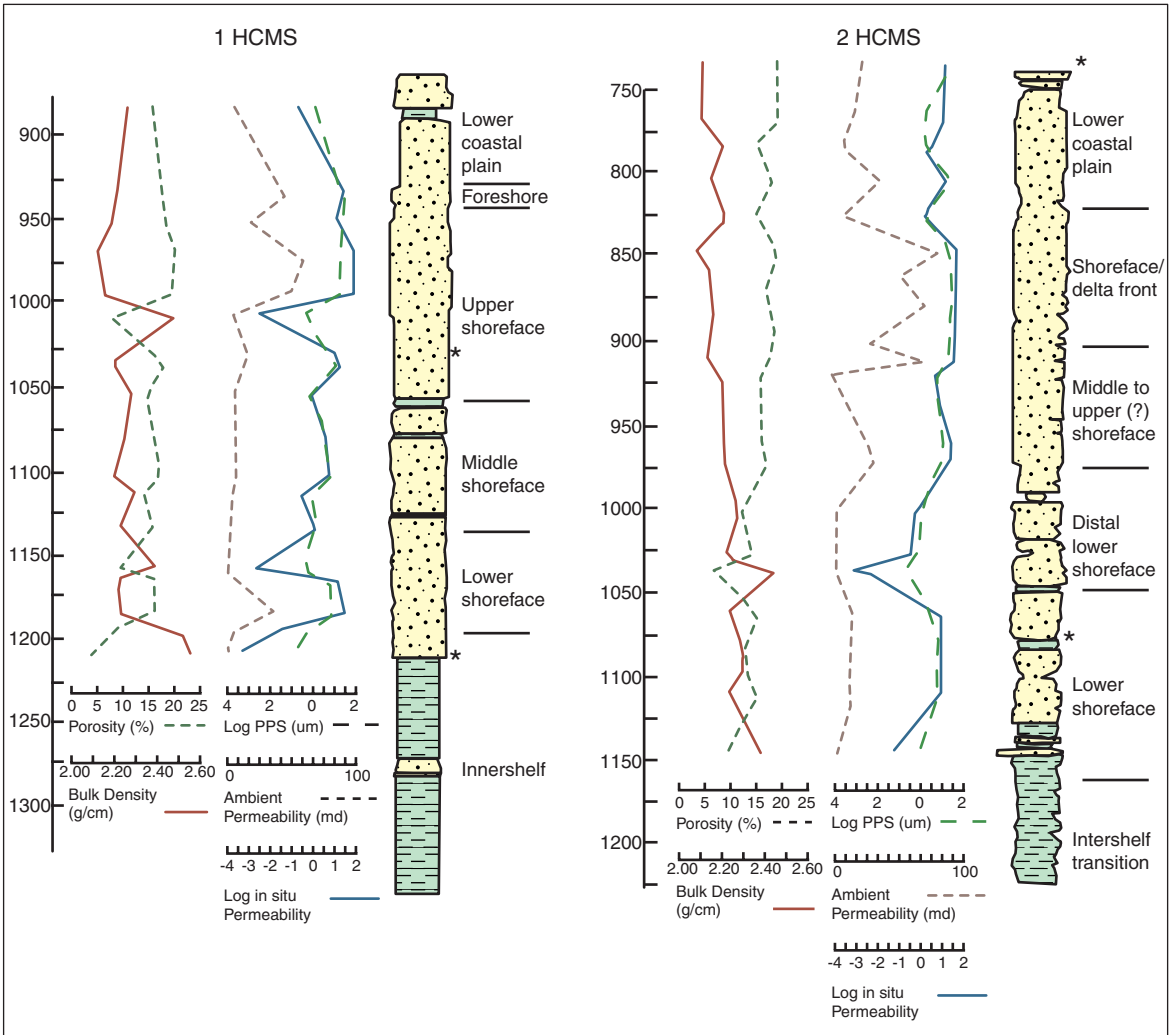 1 HCMS
900
950
1000
1050
1100
1150
1200
1250
1300
Lower
coastal
plain
Foreshore
Upper
shoreface
*
Middle
shoreface
Lower
shoreface
*
Innershelf
0 5 10 15 20 25
Porosity (%)
2.00 2.20 2.40 2.60
Bulk Density
(g/cm)
4 2 0 2
Log PPS (um)
0 100
Ambient
Permeability (md)
-4 -3 -2 -1 0 1 2
Log in situ
Permeability
2 HCMS
750
800
850
900
950
1000
1050
1100
1150
1200
*
Lower
coastal
plain
Shoreface/
delta front
Middle to
upper (?)
shoreface
Distal
lower
shoreface
*
Lower
shoreface
Intershelf
transition
0 5 10 15 20 25
Porosity (%)
2.00 2.20 2.40 2.60
Bulk Density
(g/cm)
4 2 0 2
Log PPS (um)
0 100
Ambient
Permeability (md)
-4 -3 -2 -1 0 1 2
Log in situ
Permeability